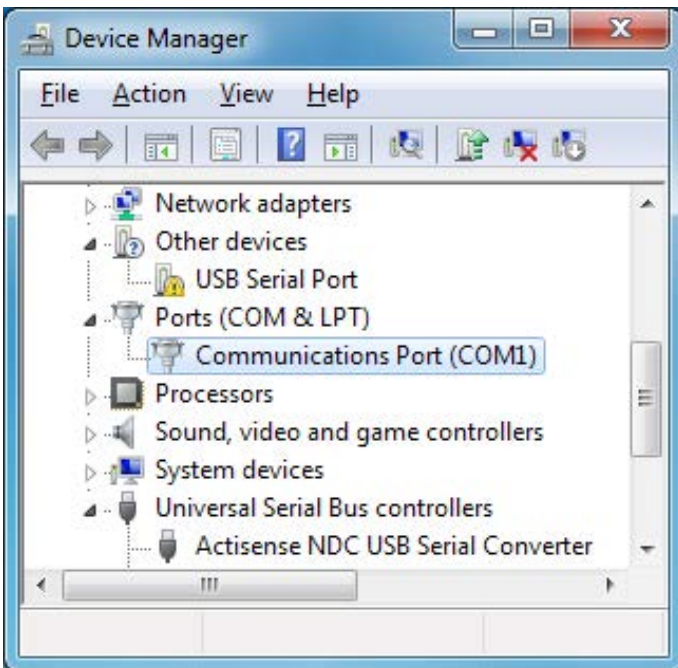 Device Manager
File Action View Help
Network adapters
Other devices
USB Serial Port
Ports (COM & LPT)
Communications Port (COM1)
Processors
Sound, video and game controllers
System devices
Universal Serial Bus controllers
Actisense NDC USB Serial Converter